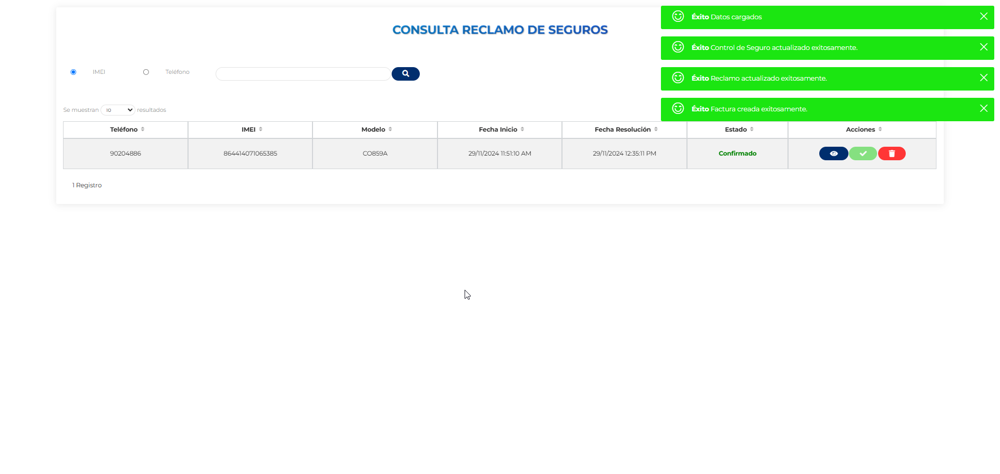 CONSULTA RECLAMO DE SEGUROS
Éxito Datos cargados
Éxito Control de Seguro actualizado exitosamente.
Éxito Reclamo actualizado exitosamente.
Éxito Factura creada exitosamente.
IMEI Teléfono
Se muestran 10 resultados
Teléfono IMEI Modelo Fecha Inicio Fecha Resolución Estado Acciones
90204886 864414071065385 CO859A 29/11/2024 11:51:10 AM 29/11/2024 12:35:11 PM Confirmado
1 Registro